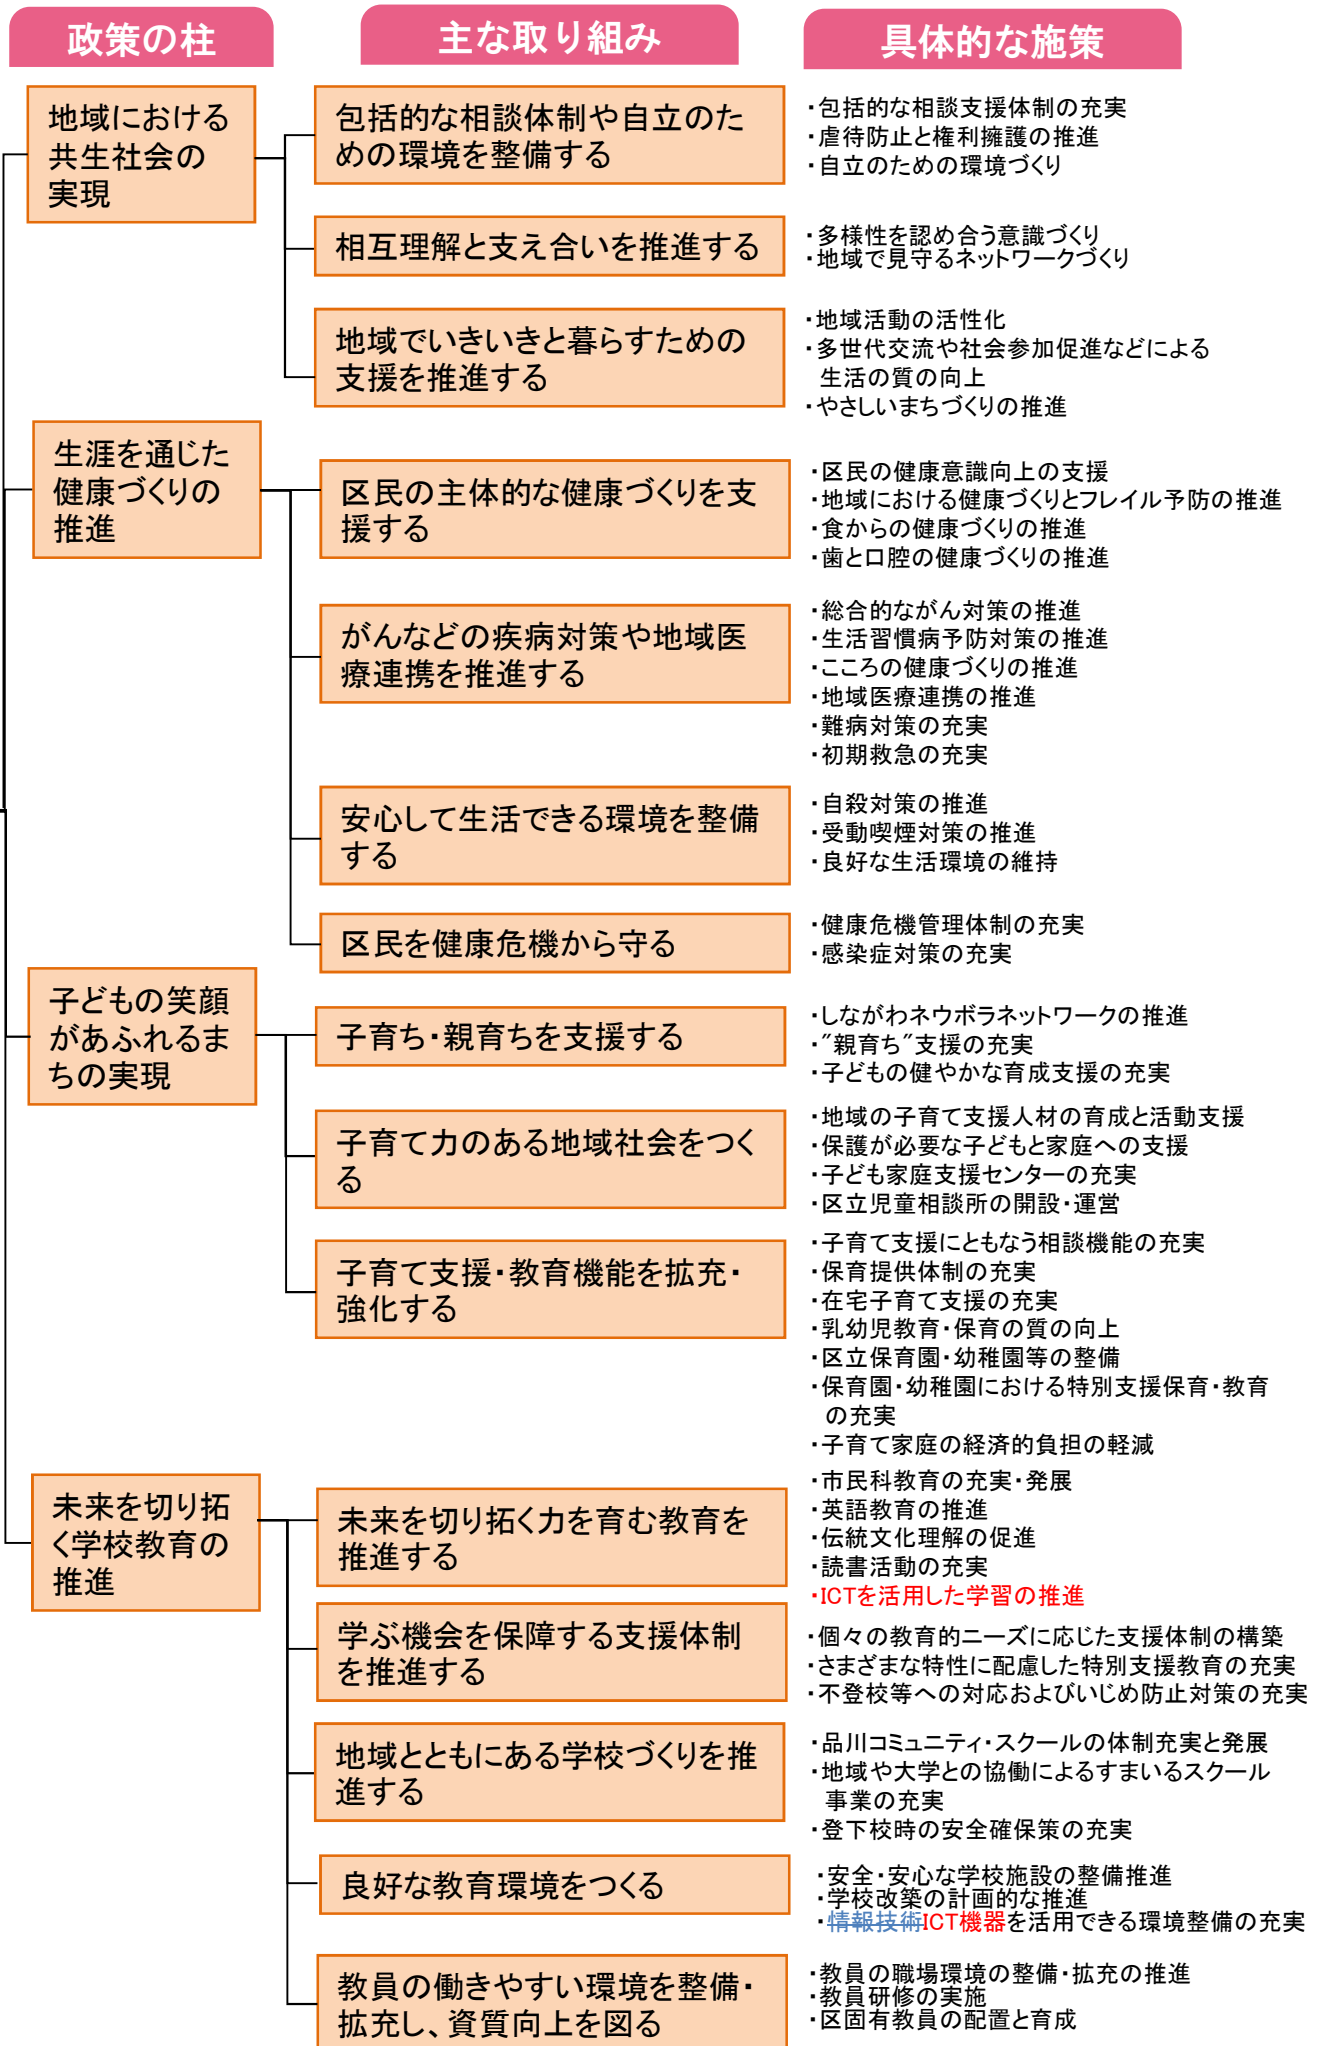 政策の柱
主な取り組み
具体的な施策
地域における
共生社会の
実現
包括的な相談体制や自立のた
めの環境を整備する
・包括的な相談支援体制の充実
・虐待防止と権利擁護の推進
・自立のための環境づくり
相互理解と支え合いを推進する
・多様性を認め合う意識づくり
・地域で見守るネットワークづくり
地域でいきいきと暮らすための
支援を推進する
・地域活動の活性化
・多世代交流や社会参加促進などによる
生活の質の向上
・やさしいまちづくりの推進
生涯を通じた
健康づくりの
推進
区民の主体的な健康づくりを支
援する
・区民の健康意識向上の支援
・地域における健康づくりとフレイル予防の推進
・食からの健康づくりの推進
・歯と口腔の健康づくりの推進
がんなどの疾病対策や地域医
療連携を推進する
・総合的ながん対策の推進
・生活習慣病予防対策の推進
・こころの健康づくりの推進
・地域医療連携の推進
・難病対策の充実
・初期救急の充実
安心して生活できる環境を整備
する
・自殺対策の推進
・受動喫煙対策の推進
・良好な生活環境の維持
区民を健康危機から守る
・健康危機管理体制の充実
・感染症対策の充実
子どもの笑顔
があふれるま
ちの実現
子育ち・親育ちを支援する
・しながわネウボラネットワークの推進
・”親育ち”支援の充実
・子どもの健やかな育成支援の充実
子育て力のある地域社会をつく
る
・地域の子育て支援人材の育成と活動支援
・保護が必要な子どもと家庭への支援
・子ども家庭支援センターの充実
・区立児童相談所の開設・運営
子育て支援・教育機能を拡充・
強化する
・子育て支援にともなう相談機能の充実
・保育提供体制の充実
・在宅子育て支援の充実
・乳幼児教育・保育の質の向上
・区立保育園・幼稚園等の整備
・保育園・幼稚園における特別支援保育・教育
の充実
・子育て家庭の経済的負担の軽減
未来を切り拓
く学校教育の
推進
未来を切り拓く力を育む教育を
推進する
・市民科教育の充実・発展
・英語教育の推進
・伝統文化理解の促進
・読書活動の充実
・ICTを活用した学習の推進
学ぶ機会を保障する支援体制
を推進する
・個々の教育的ニーズに応じた支援体制の構築
・さまざまな特性に配慮した特別支援教育の充実
・不登校等への対応およびいじめ防止対策の充実
地域とともにある学校づくりを推
進する
・品川コミュニティ・スクールの体制充実と発展
・地域や大学との協働によるすまいるスクール
事業の充実
・登下校時の安全確保策の充実
良好な教育環境をつくる
・安全・安心な学校施設の整備推進
・学校改築の計画的な推進
・情報技術ICT機器を活用できる環境整備の充実
教員の働きやすい環境を整備・
拡充し、資質向上を図る
・教員の職場環境の整備・拡充の推進
・教員研修の実施
・区固有教員の配置と育成